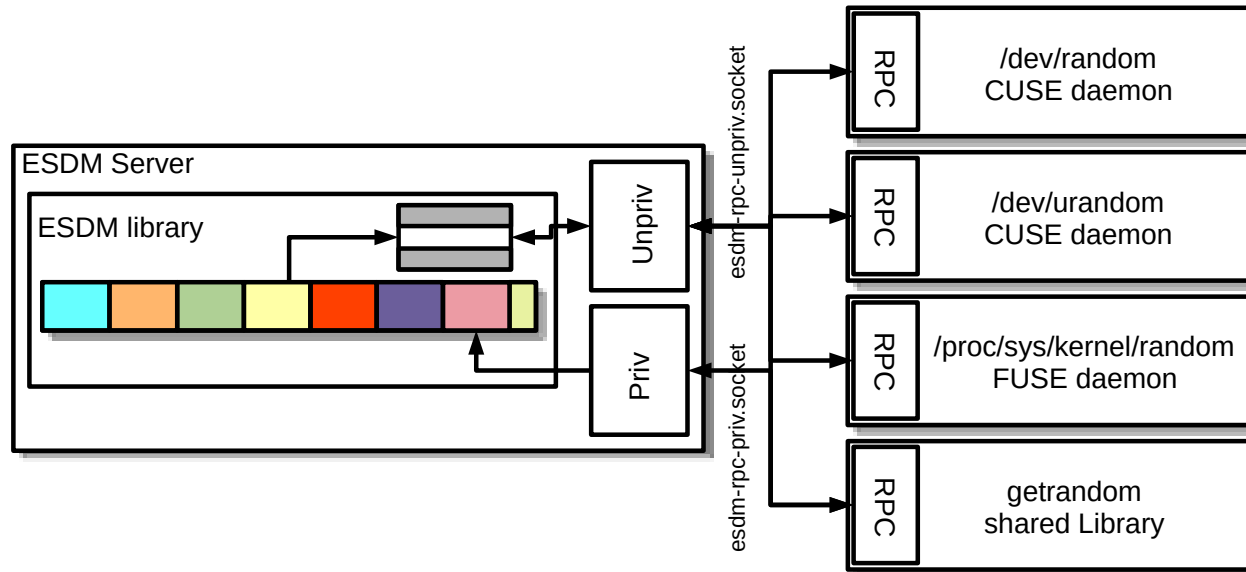 ESDM Server
ESDM library
Unpriv
Priv
esdm-rpc-unpriv.socket
esdm-rpc-priv.socket
RPC
/dev/random
CUSE daemon
RPC
/dev/urandom
CUSE daemon
RPC
/proc/sys/kernel/random
FUSE daemon
RPC
getrandom
shared Library